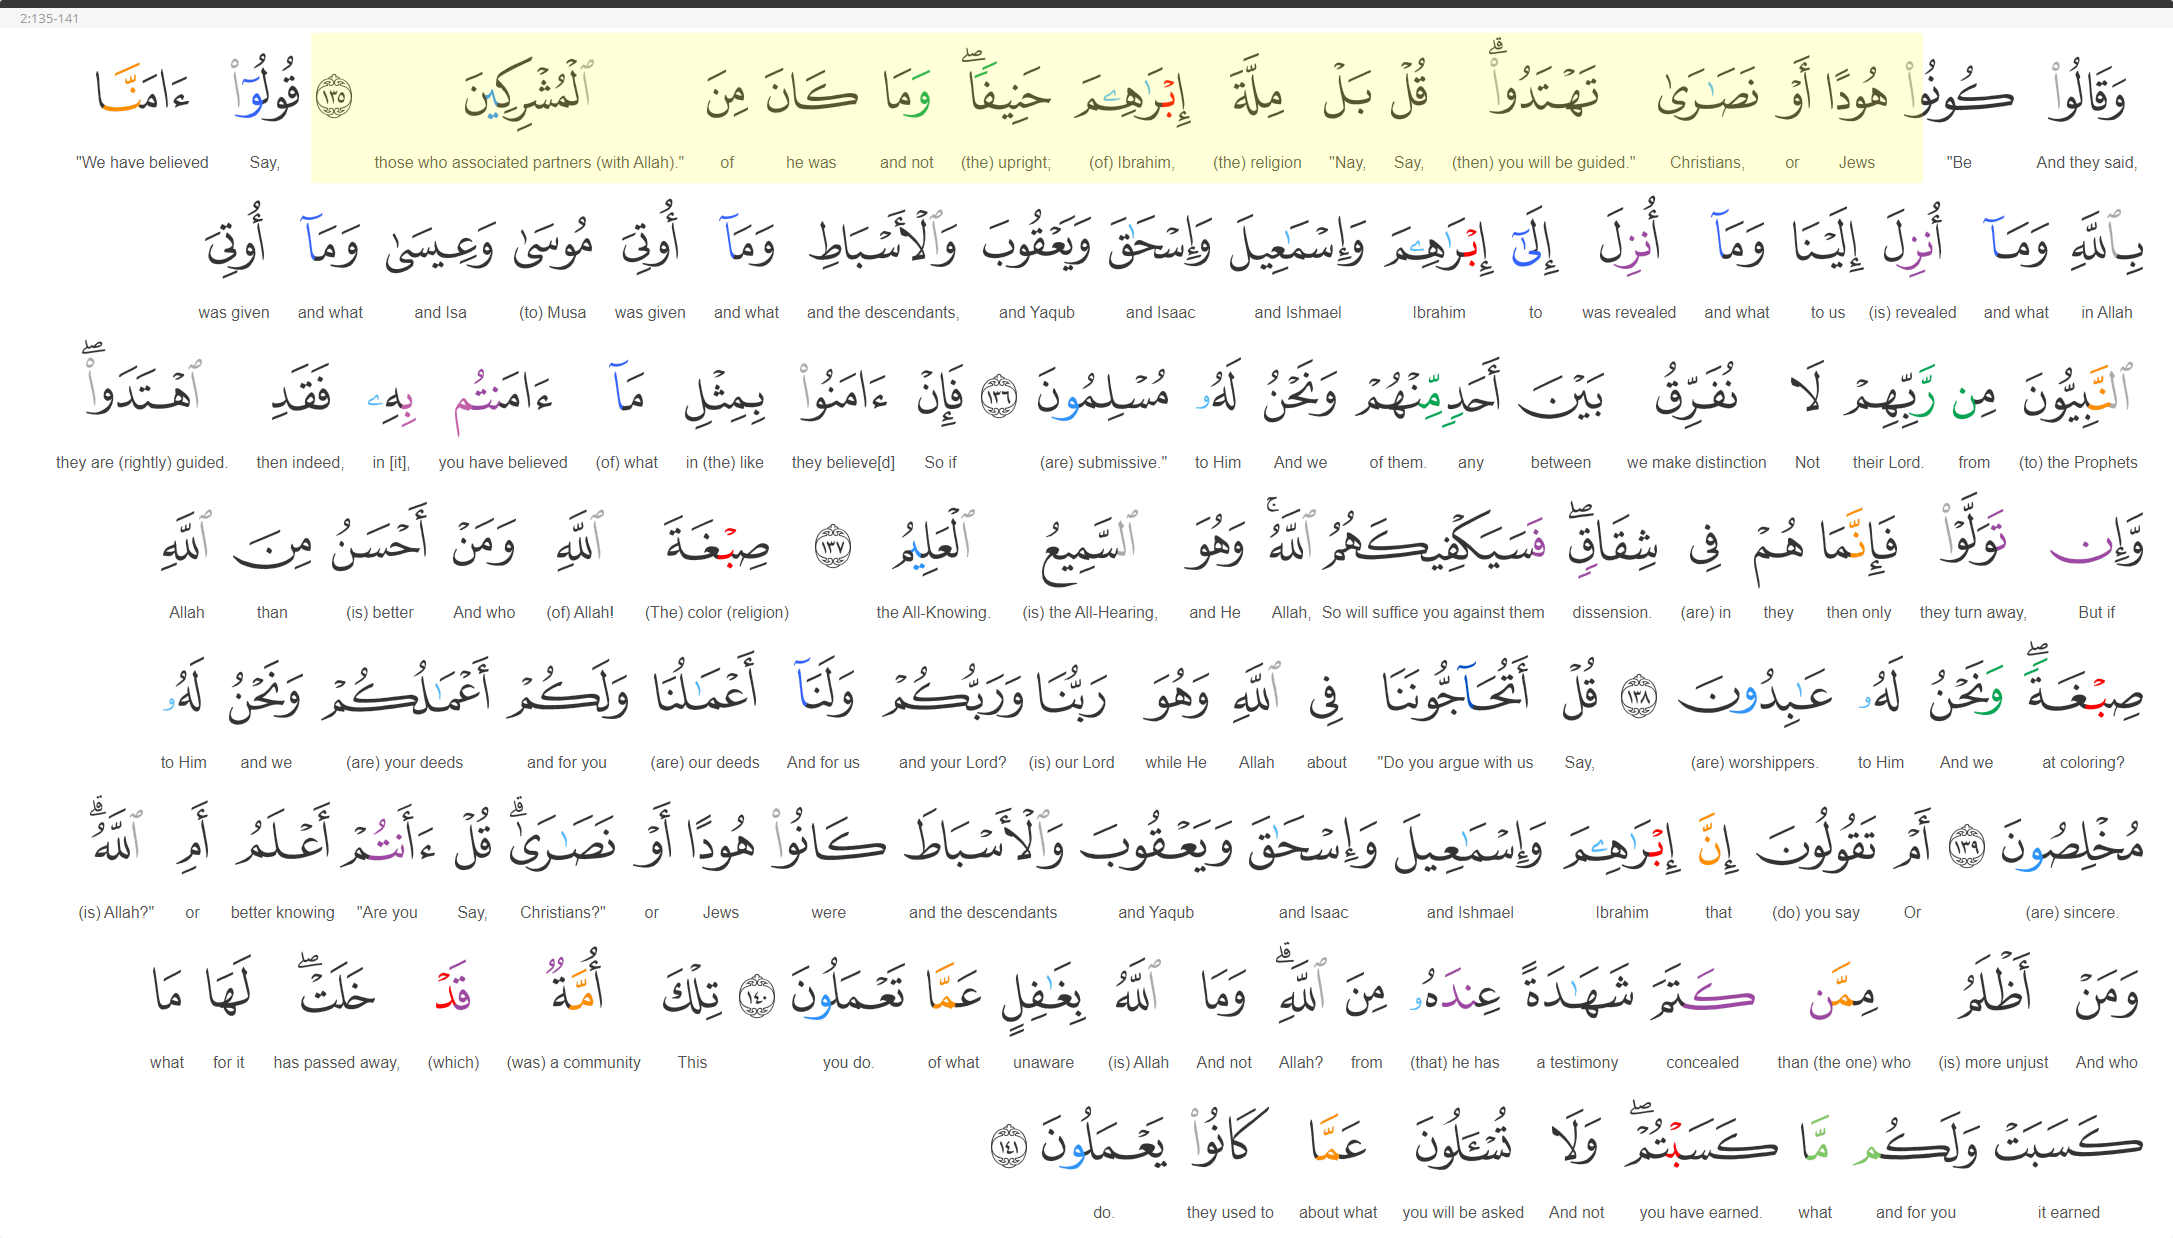 2:135-141
وَقَالُوا۟ كُونُوا۟ هُودًا أَوْ نَصَـٰرَىٰ تَهْتَدُوا۟ ۗ قُلْ بَلْ مِلَّةَ إِبْرَٰهِـۧمَ حَنِيفًا ۖ وَمَا كَانَ مِنَ ٱلْمُشْرِكِينَ ١٣٥ قُولُوٓا۟ ءَامَنَّا
And they said, "Be Jews or Christians, (then) you will be guided." Say, "Nay, (the) religion (of) Ibrahim, (the) upright; and not he was of those who associated partners (with Allah)." Say, "We have believed
بِٱللَّهِ وَمَآ أُنزِلَ إِلَيْنَا وَمَآ أُنزِلَ إِلَىٰٓ إِبْرَٰهِـۧمَ وَإِسْمَـٰعِيلَ وَإِسْحَـٰقَ وَيَعْقُوبَ وَٱلْأَسْبَاطِ وَمَآ أُوتِىَ مُوسَىٰ وَعِيسَىٰ وَمَآ أُوتِىَ
in Allah and what (is) revealed to us and what was revealed to Ibrahim and Ishmael and Isaac and Yaqub and the descendants, and what was given (to) Musa and Isa and what was given
ٱلنَّبِيُّونَ مِن رَّبِّهِمْ لَا نُفَرِّقُ بَيْنَ أَحَدٍ مِّنْهُمْ وَنَحْنُ لَهُۥ مُسْلِمُونَ ١٣٦ فَإِنْ ءَامَنُوا۟ بِمِثْلِ مَآ ءَامَنتُم بِهِۦ فَقَدِ ٱهْتَدَوا۟ ۖ
(to) the Prophets from their Lord. Not we make distinction between any of them. And we to Him (are) submissive." So if they believe[d] in (the) like (of) what you have believed in [it], then indeed, they are (rightly) guided.
وَّإِن تَوَلَّوْا۟ فَإِنَّمَا هُمْ فِى شِقَاقٍ ۖ فَسَيَكْفِيكَهُمُ ٱللَّهُ ۚ وَهُوَ ٱلسَّمِيعُ ٱلْعَلِيمُ ١٣٧ صِبْغَةَ ٱللَّهِ وَمَنْ أَحْسَنُ مِنَ ٱللَّهِ
But if they turn away, then only they (are) in dissension. So will suffice you against them Allah, and He (is) the All-Hearing, the All-Knowing. (The) color (religion) (of) Allah! And who (is) better than Allah
صِبْغَةً ۖ وَنَحْنُ لَهُۥ عَـٰبِدُونَ ١٣٨ قُلْ أَتُحَآجُّونَنَا فِى ٱللَّهِ وَهُوَ رَبُّنَا وَرَبُّكُمْ وَلَنَآ أَعْمَـٰلُنَا وَلَكُمْ أَعْمَـٰلُكُمْ وَنَحْنُ لَهُۥ
at coloring? And we to Him (are) worshippers. Say, "Do you argue with us about Allah while He (is) our Lord and your Lord? And for us (are) our deeds and for you (are) your deeds and we to Him
مُخْلِصُونَ ١٣٩ أَمْ تَقُولُونَ إِنَّ إِبْرَٰهِـۧمَ وَإِسْمَـٰعِيلَ وَإِسْحَـٰقَ وَيَعْقُوبَ وَٱلْأَسْبَاطَ كَانُوا۟ هُودًا أَوْ نَصَـٰرَىٰ ۗ قُلْ ءَأَنتُمْ أَعْلَمُ أَمِ ٱللَّهُ ۗ
(are) sincere. Or (do) you say that Ibrahim and Ishmael and Isaac and Yaqub and the descendants were Jews or Christians?" Say, "Are you better knowing or (is) Allah?"
وَمَنْ أَظْلَمُ مِمَّن كَتَمَ شَهَـٰدَةً عِندَهُۥ مِنَ ٱللَّهِ ۗ وَمَا ٱللَّهُ بِغَـٰفِلٍ عَمَّا تَعْمَلُونَ ١٤٠ تِلْكَ أُمَّةٌ قَدْ خَلَتْ ۖ لَهَا مَا
And who (is) more unjust than (the one) who concealed a testimony (that) he has from Allah? And not (is) Allah unaware of what you do. This (was) a community (which) has passed away, for it what
كَسَبَتْ وَلَكُم مَّا كَسَبْتُمْ ۖ وَلَا تُسْـَٔلُونَ عَمَّا كَانُوا۟ يَعْمَلُونَ ١٤١
it earned and for you what you have earned. And not you will be asked about what they used to do.